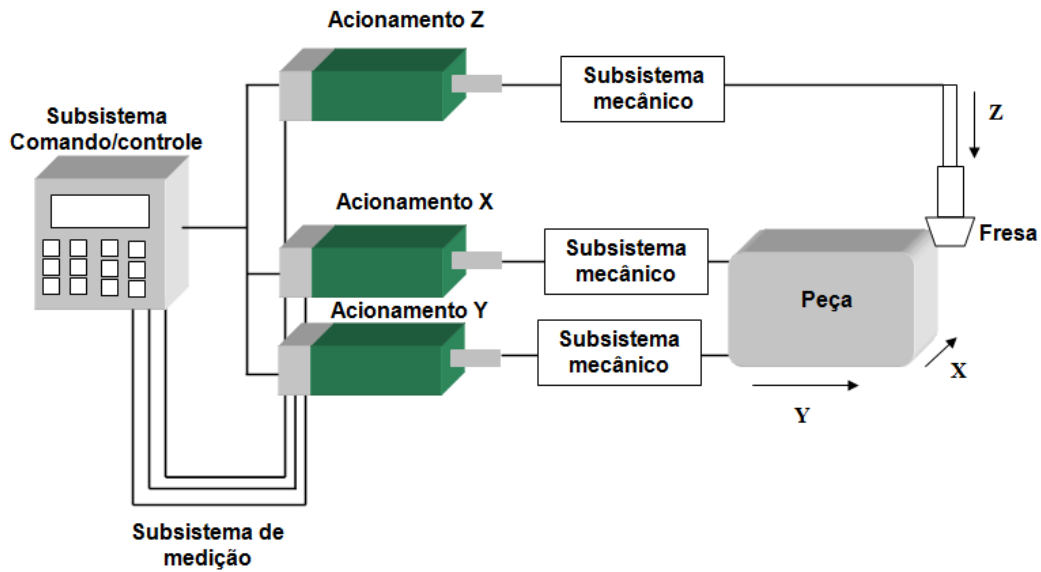 Acionamento Z
Subsistema
mecânico
Z
Subsistema
Comando/controle
Acionamento X
Subsistema
mecânico
Fresa
Peça
Acionamento Y
Subsistema
mecânico
X
Y
Subsistema de
medição